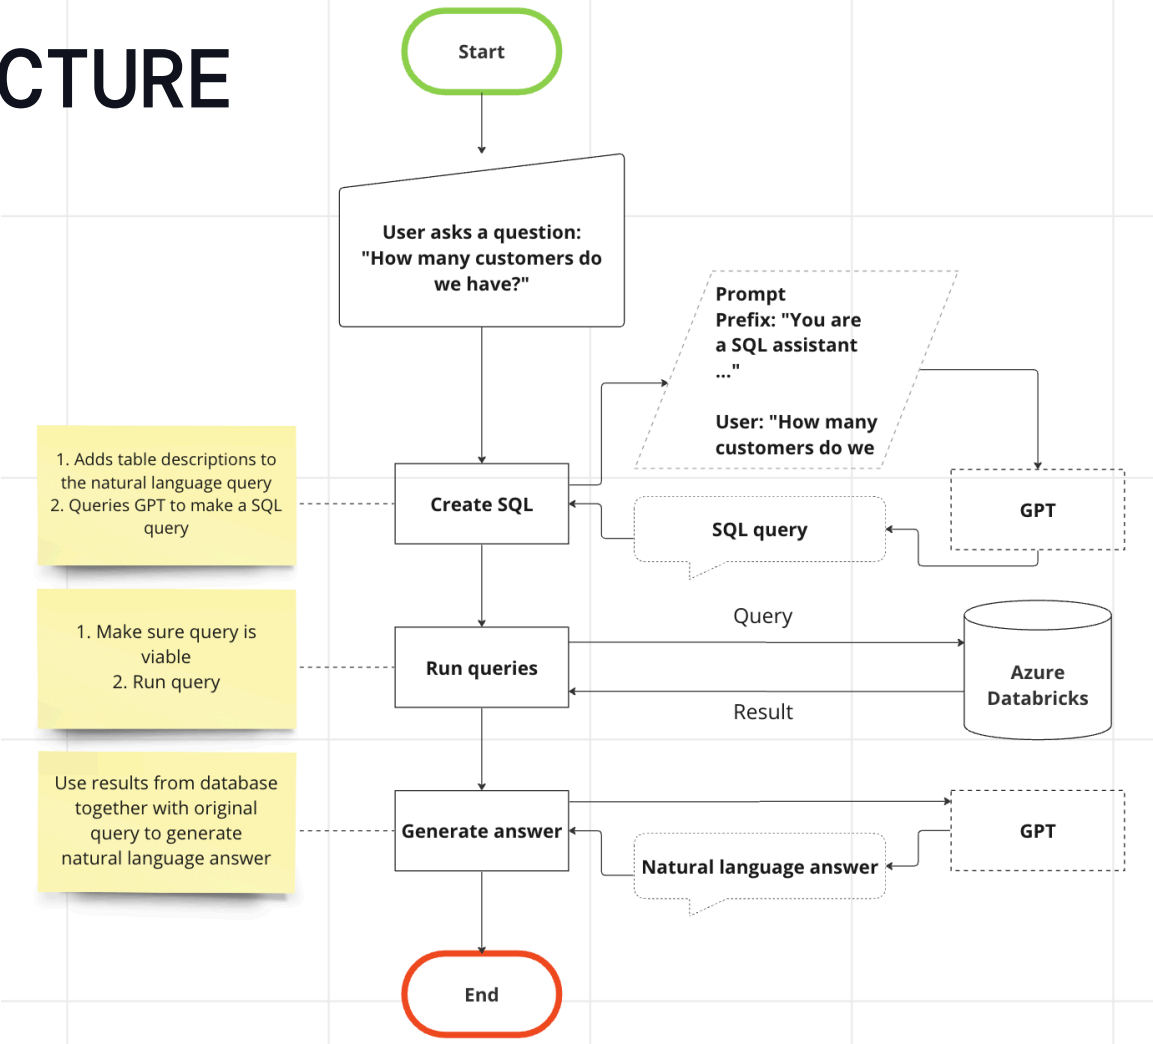 CTURE
Start
User asks a question:
"How many customers do
we have?"
Prompt
Prefix: "You are
a SQL assistant
..."
User: "How many
customers do we
1. Adds table descriptions to
the natural language query
2. Queries GPT to make a SQL
query
Create SQL
SQL query
GPT
1. Make sure query is
viable
2. Run query
Run queries
Query
Result
Azure
Databricks
Use results from database
together with original
query to generate
natural language answer
Generate answer
Natural language answer
GPT
End